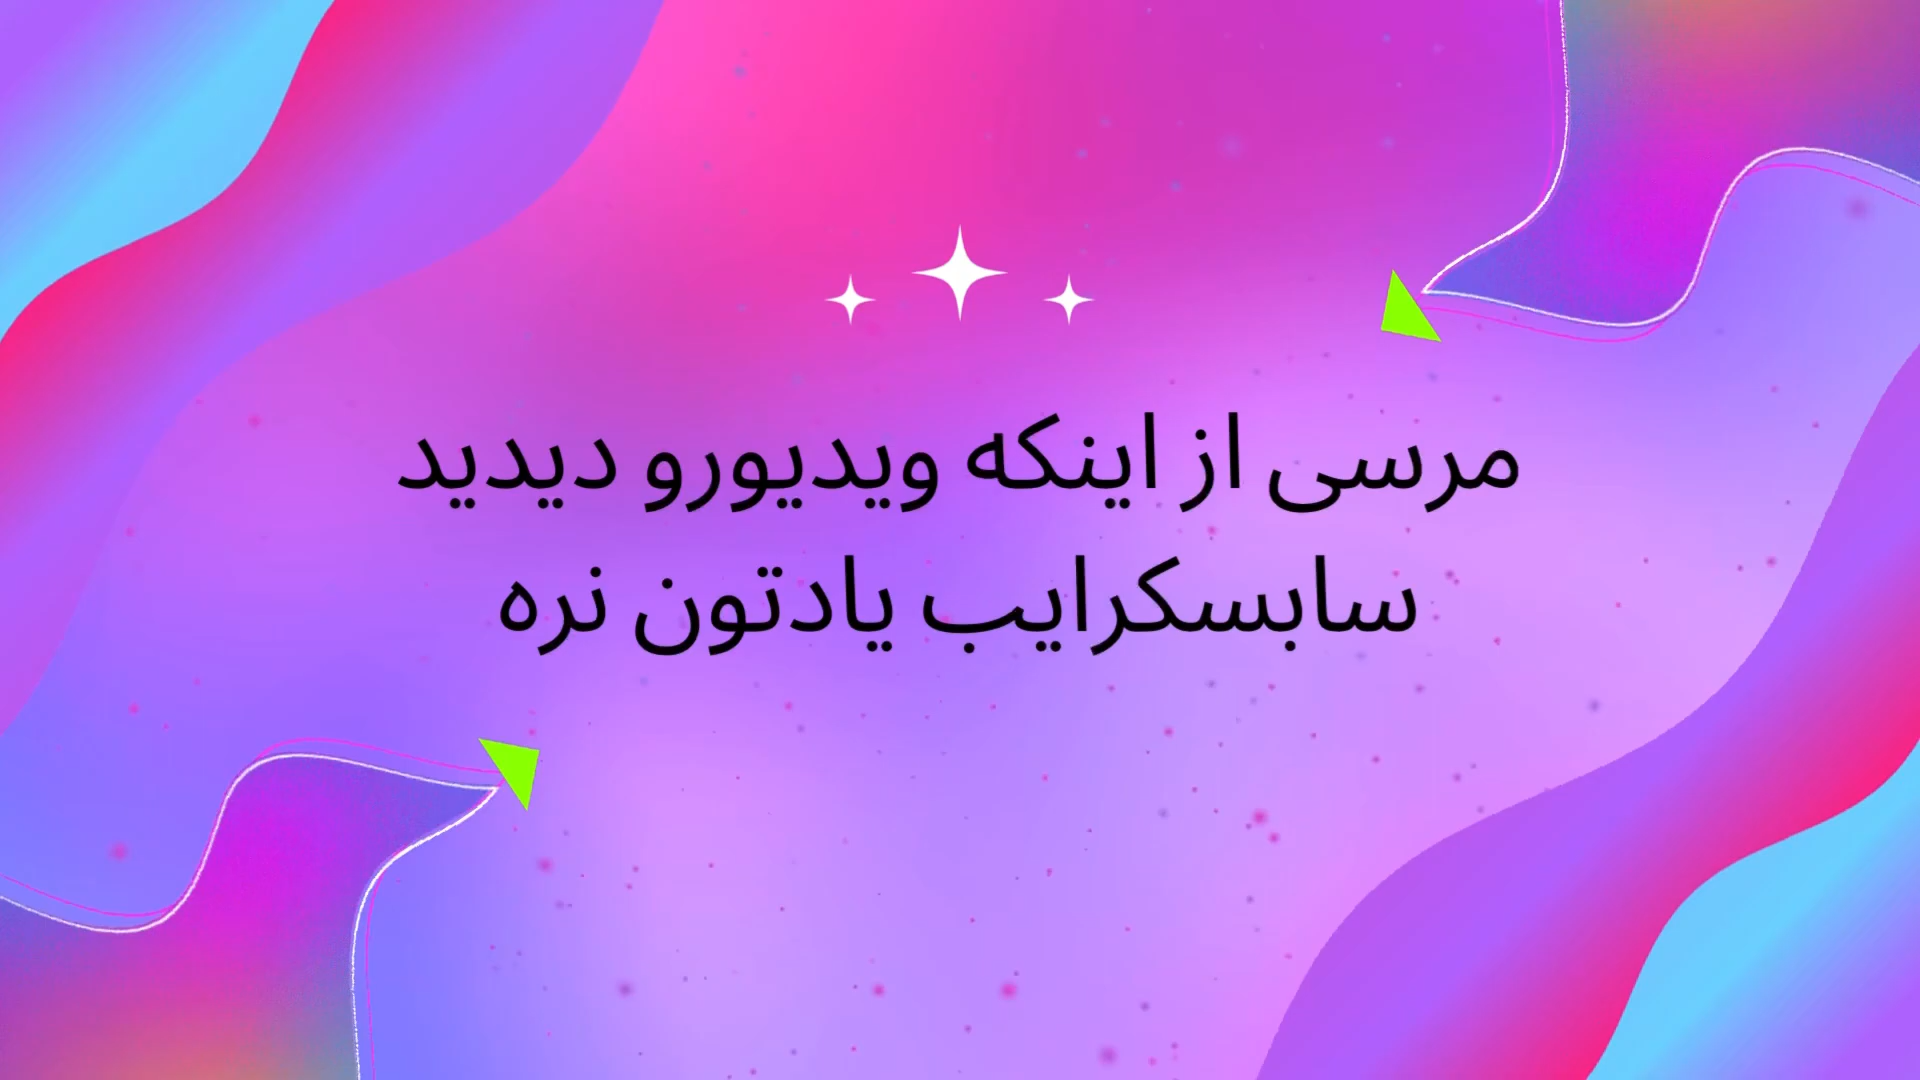 مرسی از اینکه ویدیورو دیدید
سابسکرایب یادتون نره